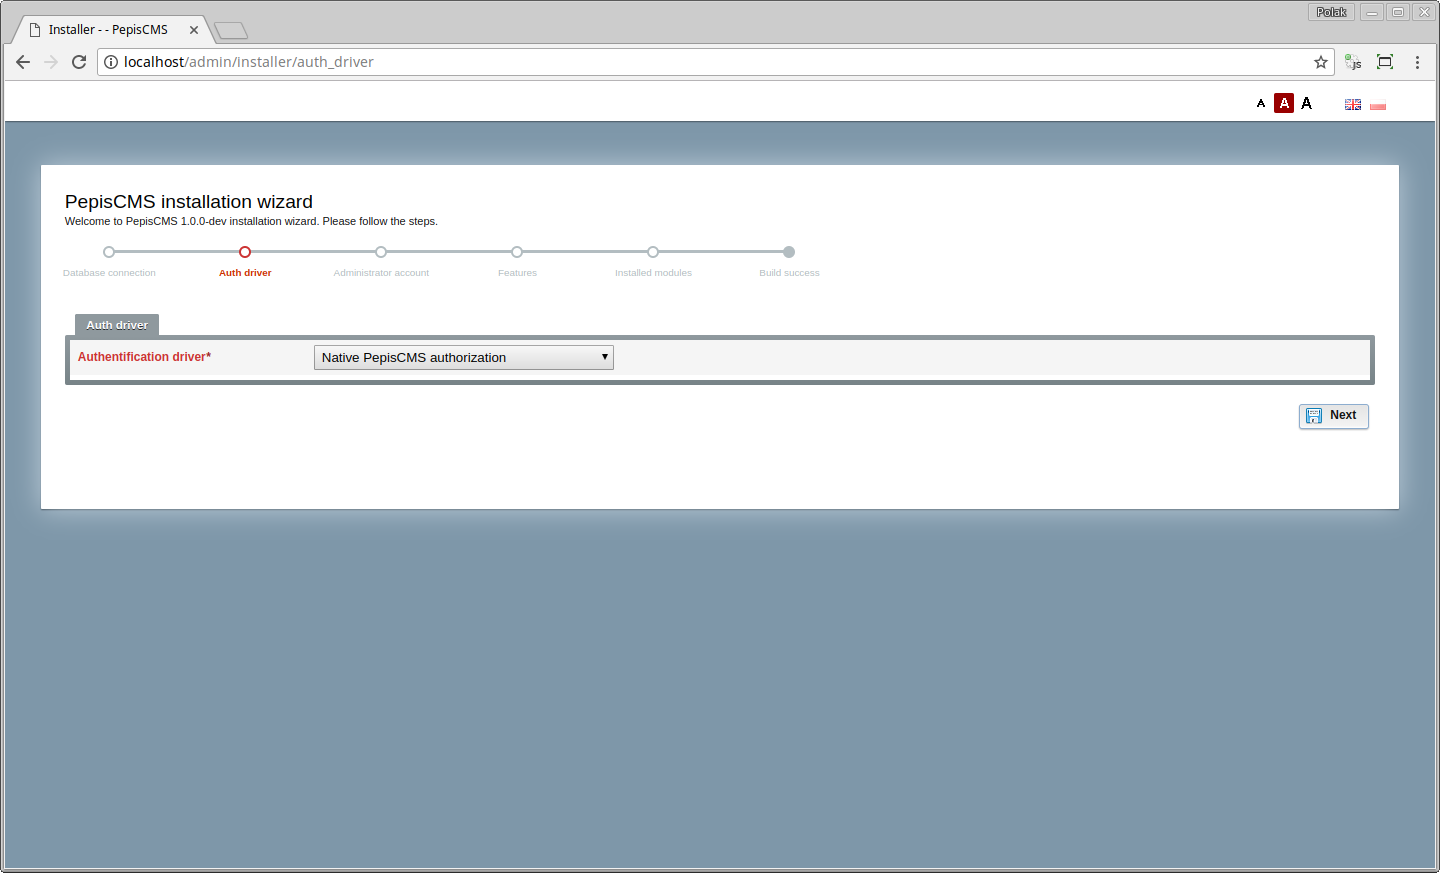 Installer - - PepisCMS
Polak
localhost/admin/installer/auth_driver
js
A A A
PepisCMS installation wizard
Welcome to PepisCMS 1.0.0-dev installation wizard. Please follow the steps.
Database connection Auth driver Administrator account Features Installed modules Build success
Auth driver
Authentification driver* Native PepisCMS authorization
Next